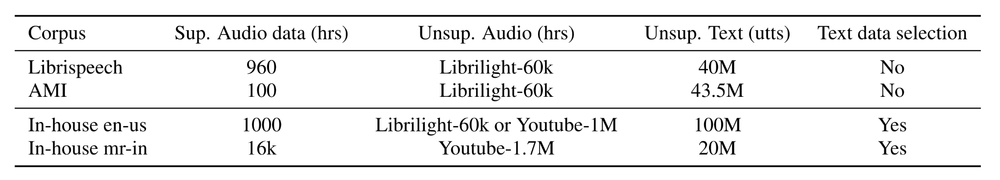 Corpus Sup. Audio data (hrs) Unsup. Audio (hrs) Unsup. Text (utts) Text data selection
Librispeech 960 Librilight-60k 40M No
AMI 100 Librilight-60k 43.5M No
In-house en-us 1000 Librilight-60k or Youtube-1M 100M Yes
In-house mr-in 16k Youtube-1.7M 20M Yes